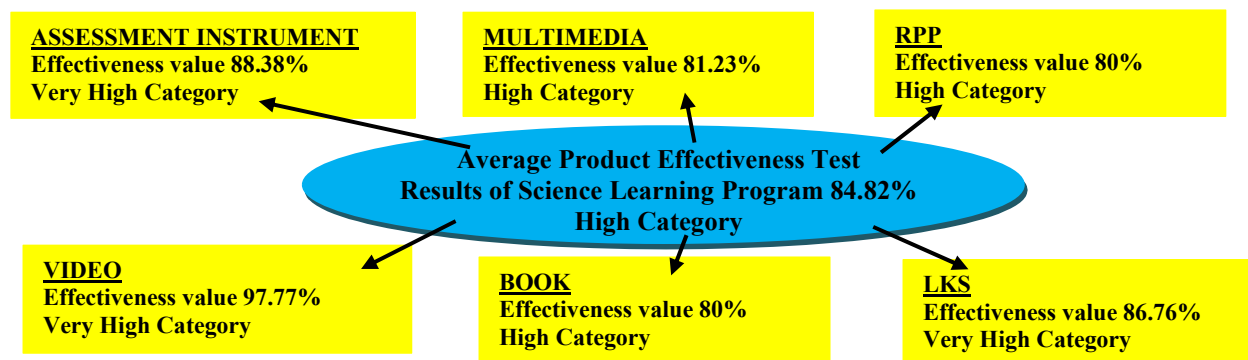 ASSESSMENT INSTRUMENT
Effectiveness value 88.38%
Very High Category
MULTIMEDIA
Effectiveness value 81.23%
High Category
RPP
Effectiveness value 80%
High Category
Average Product Effectiveness Test
Results of Science Learning Program 84.82%
High Category
VIDEO
Effectiveness value 97.77%
Very High Category
BOOK
Effectiveness value 80%
High Category
LKS
Effectiveness value 86.76%
Very High Category